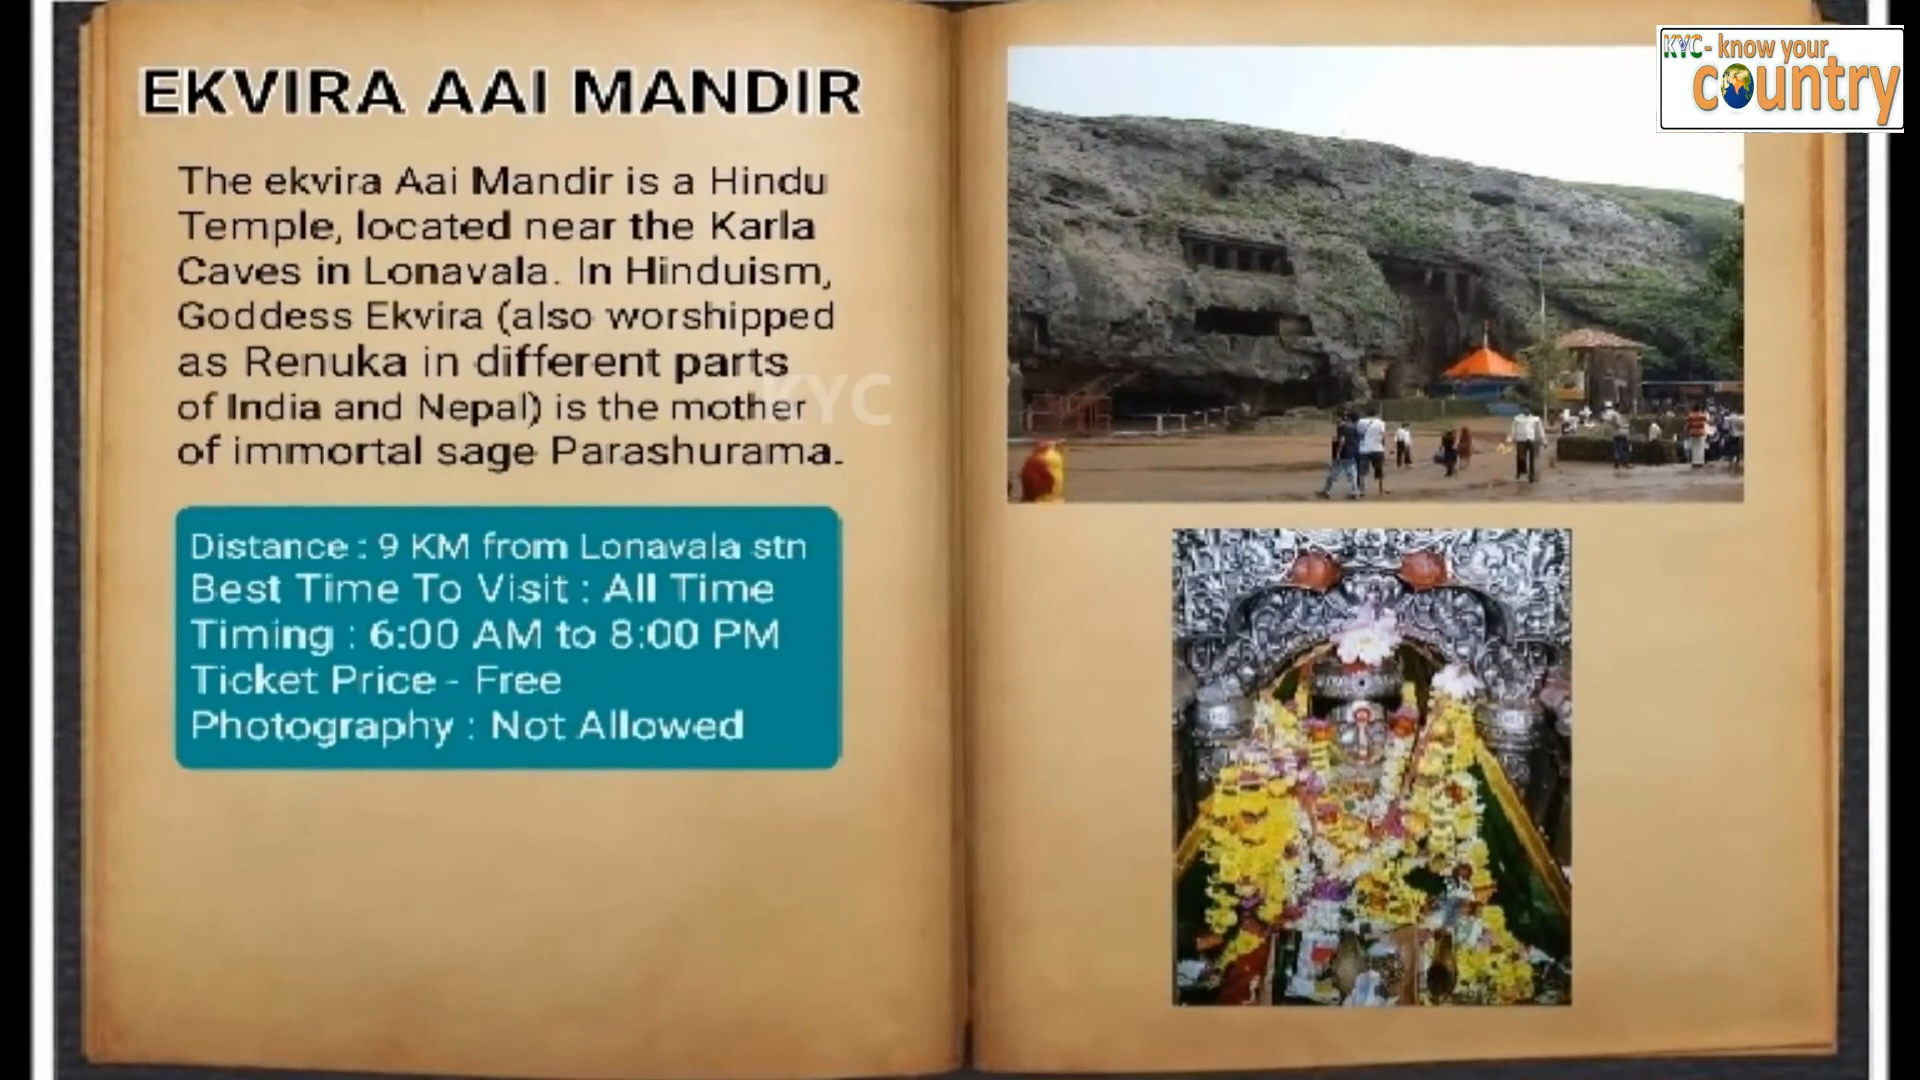 KYC- know your
country
EKVIRA AAI MANDIR
The ekvira Aai Mandir is a Hindu
Temple, located near the Karla
Caves in Lonavala. In Hinduism,
Goddess Ekvira (also worshipped
as Renuka in different parts
of India and Nepal) is the mother
of immortal sage Parashurama.
KYC
Distance : 9 KM from Lonavala stn
Best Time To Visit : All Time
Timing : 6:00 AM to 8:00 PM
Ticket Price - Free
Photography : Not Allowed